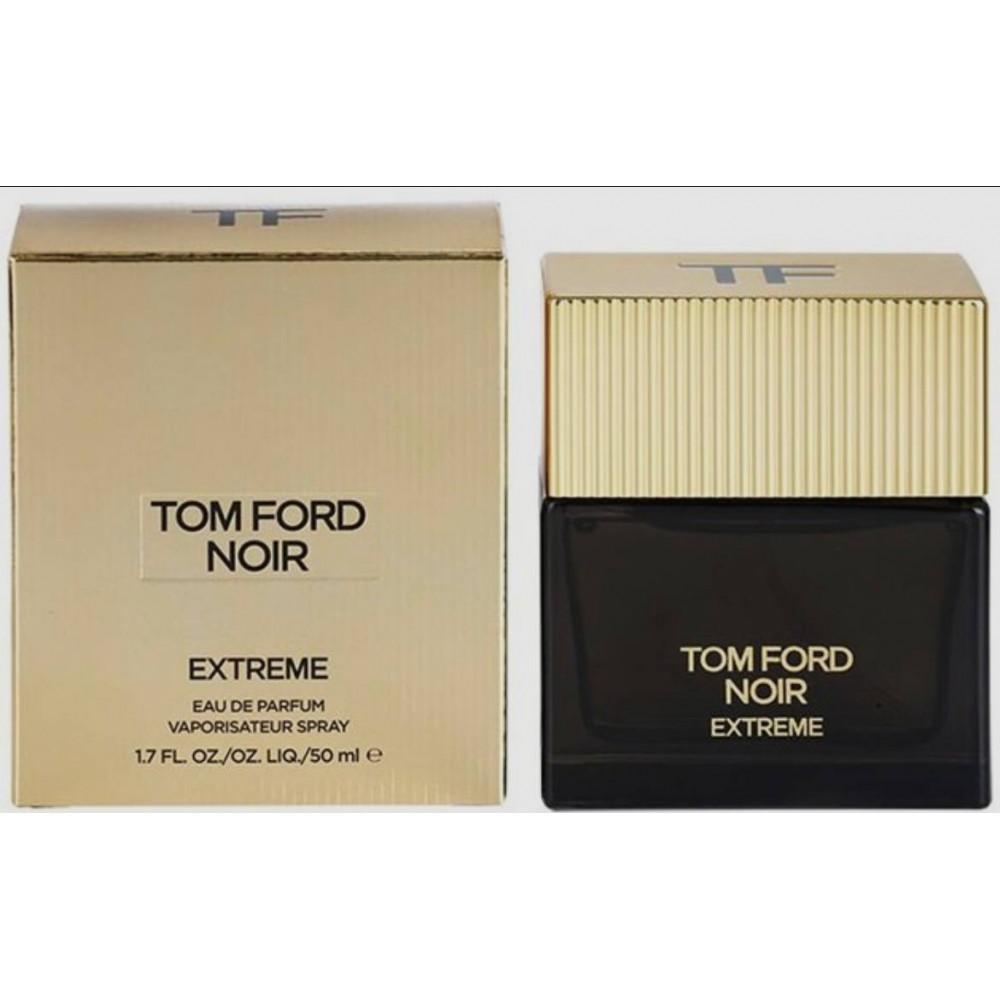 TF
TOM FORD
NOIR
EXTREME
EAU DE PARFUM
VAPORISATEUR SPRAY
1.7 FL. OZ./OZ. LIQ./50 ml ℮
TF
TOM FORD
NOIR
EXTREME